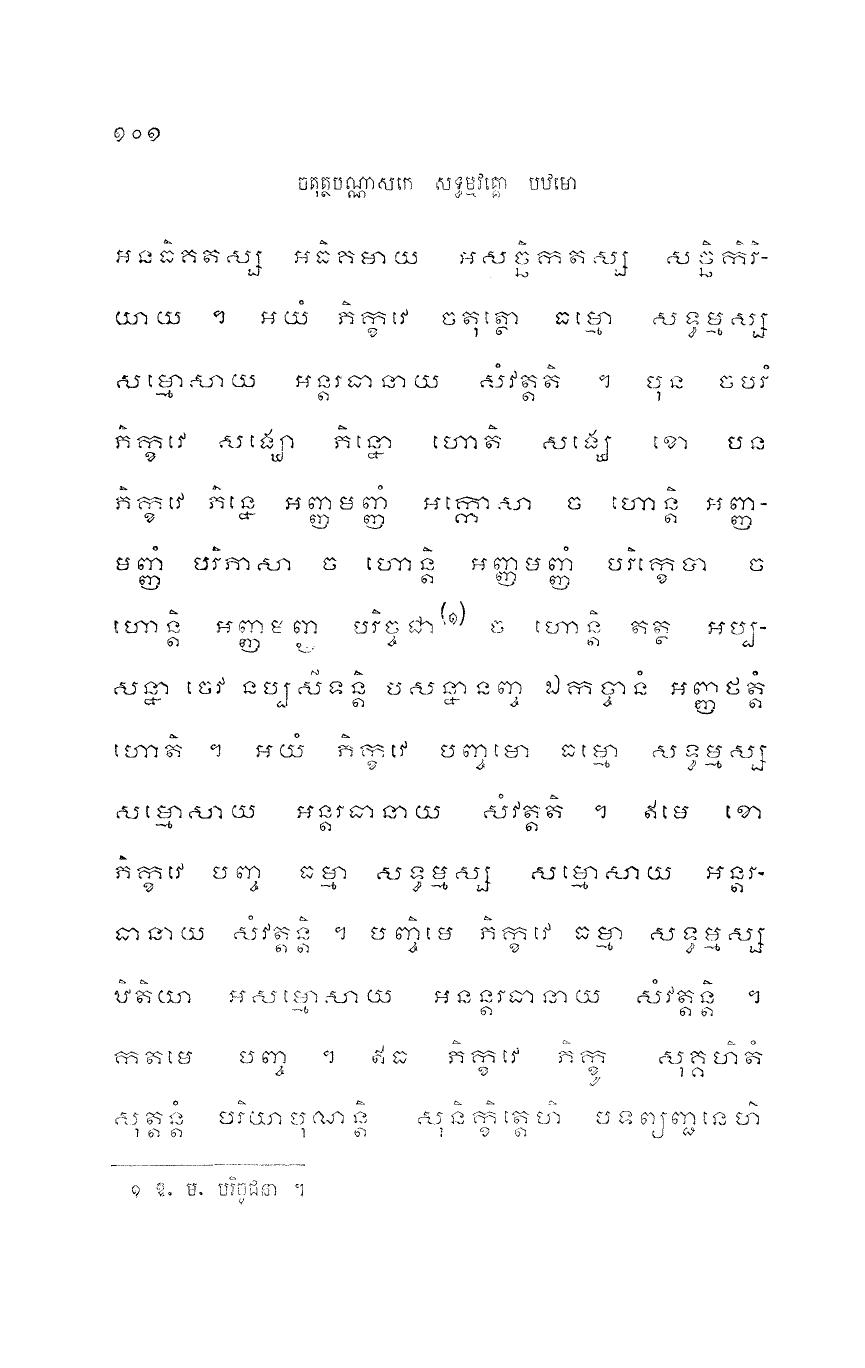 ១០១
ចតុត្ថបណ្ណាសកេ សទ្ធម្មវគ្គោ បឋមោ
អនធិគតស្ស អធិគមាយ អសច្ឆិកតស្ស សច្ឆិកិរិ-
យាយ ។ អយំ ភិក្ខវេ ចតុត្ថោ ធម្មោ សទ្ធម្មស្ស
សម្មោសាយ អន្តរធានាយ សំវត្តតិ ។ បុន ចបរំ
ភិក្ខវេ សង្ឃោ ភិន្នោ ហោតិ សង្ឃេ ខោ បន
ភិក្ខវេ ភិន្នេ អញ្ញមញ្ញំ អក្កោសា ច ហោន្តិ អញ្ញ-
មញ្ញំ បរិភាសា ច ហោន្តិ អញ្ញមញ្ញំ បរិក្ខេបា ច
ហោន្តិ អញ្ញមញ្ញ បរិច្ចជា(១) ច ហោន្តិ តត្ថ អប្ប-
សន្នា ចេវ នប្បសីទន្តិ បសន្នានញ្ច ឯកច្ចានំ អញ្ញថត្តំ
ហោតិ ។ អយំ ភិក្ខវេ បញ្ចមោ ធម្មោ សទ្ធម្មស្ស
សម្មោសាយ អន្តរធានាយ សំវត្តតិ ។ ឥមេ ខោ
ភិក្ខវេ បញ្ច ធម្មា សទ្ធម្មស្ស សម្មោសាយ អន្តរ-
ធានាយ សំវត្តន្តិ ។ បញ្ចិមេ ភិក្ខវេ ធម្មា សទ្ធម្មស្ស
ឋិតិយា អសម្មោសាយ អនន្តរធានាយ សំវត្តន្តិ ។
កតមេ បញ្ច ។ ឥធ ភិក្ខវេ ភិក្ខូ សុគ្គហិតំ
សុត្តន្តំ បរិយាបុណន្តិ សុនិក្ខិត្តេហិ បទព្យញ្ជនេហិ
១ ឱ. ម. បរិច្ចជនា ។